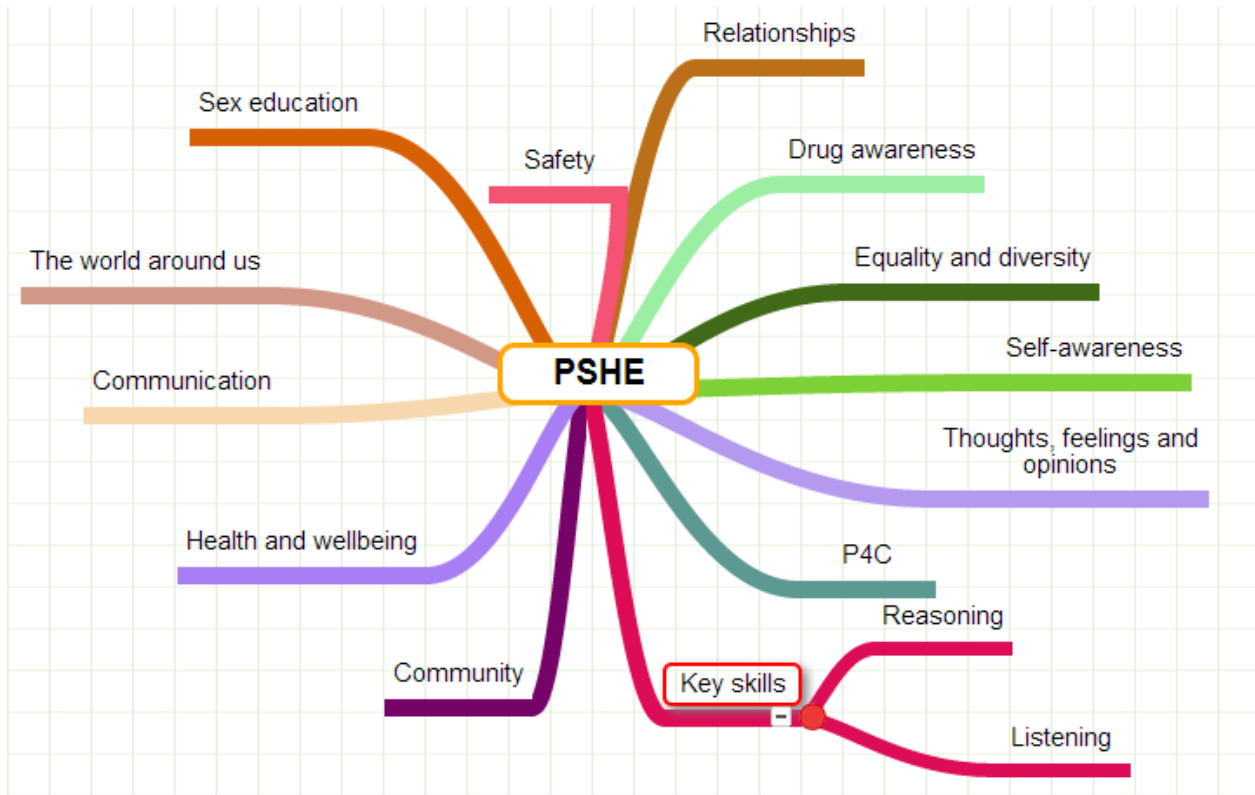 Relationships
Sex education
Drug awareness
Safety
Equality and diversity
The world around us
Self-awareness
PSHE
Communication
Thoughts, feelings and
opinions
Health and wellbeing
P4C
Reasoning
Community
Key skills
Listening